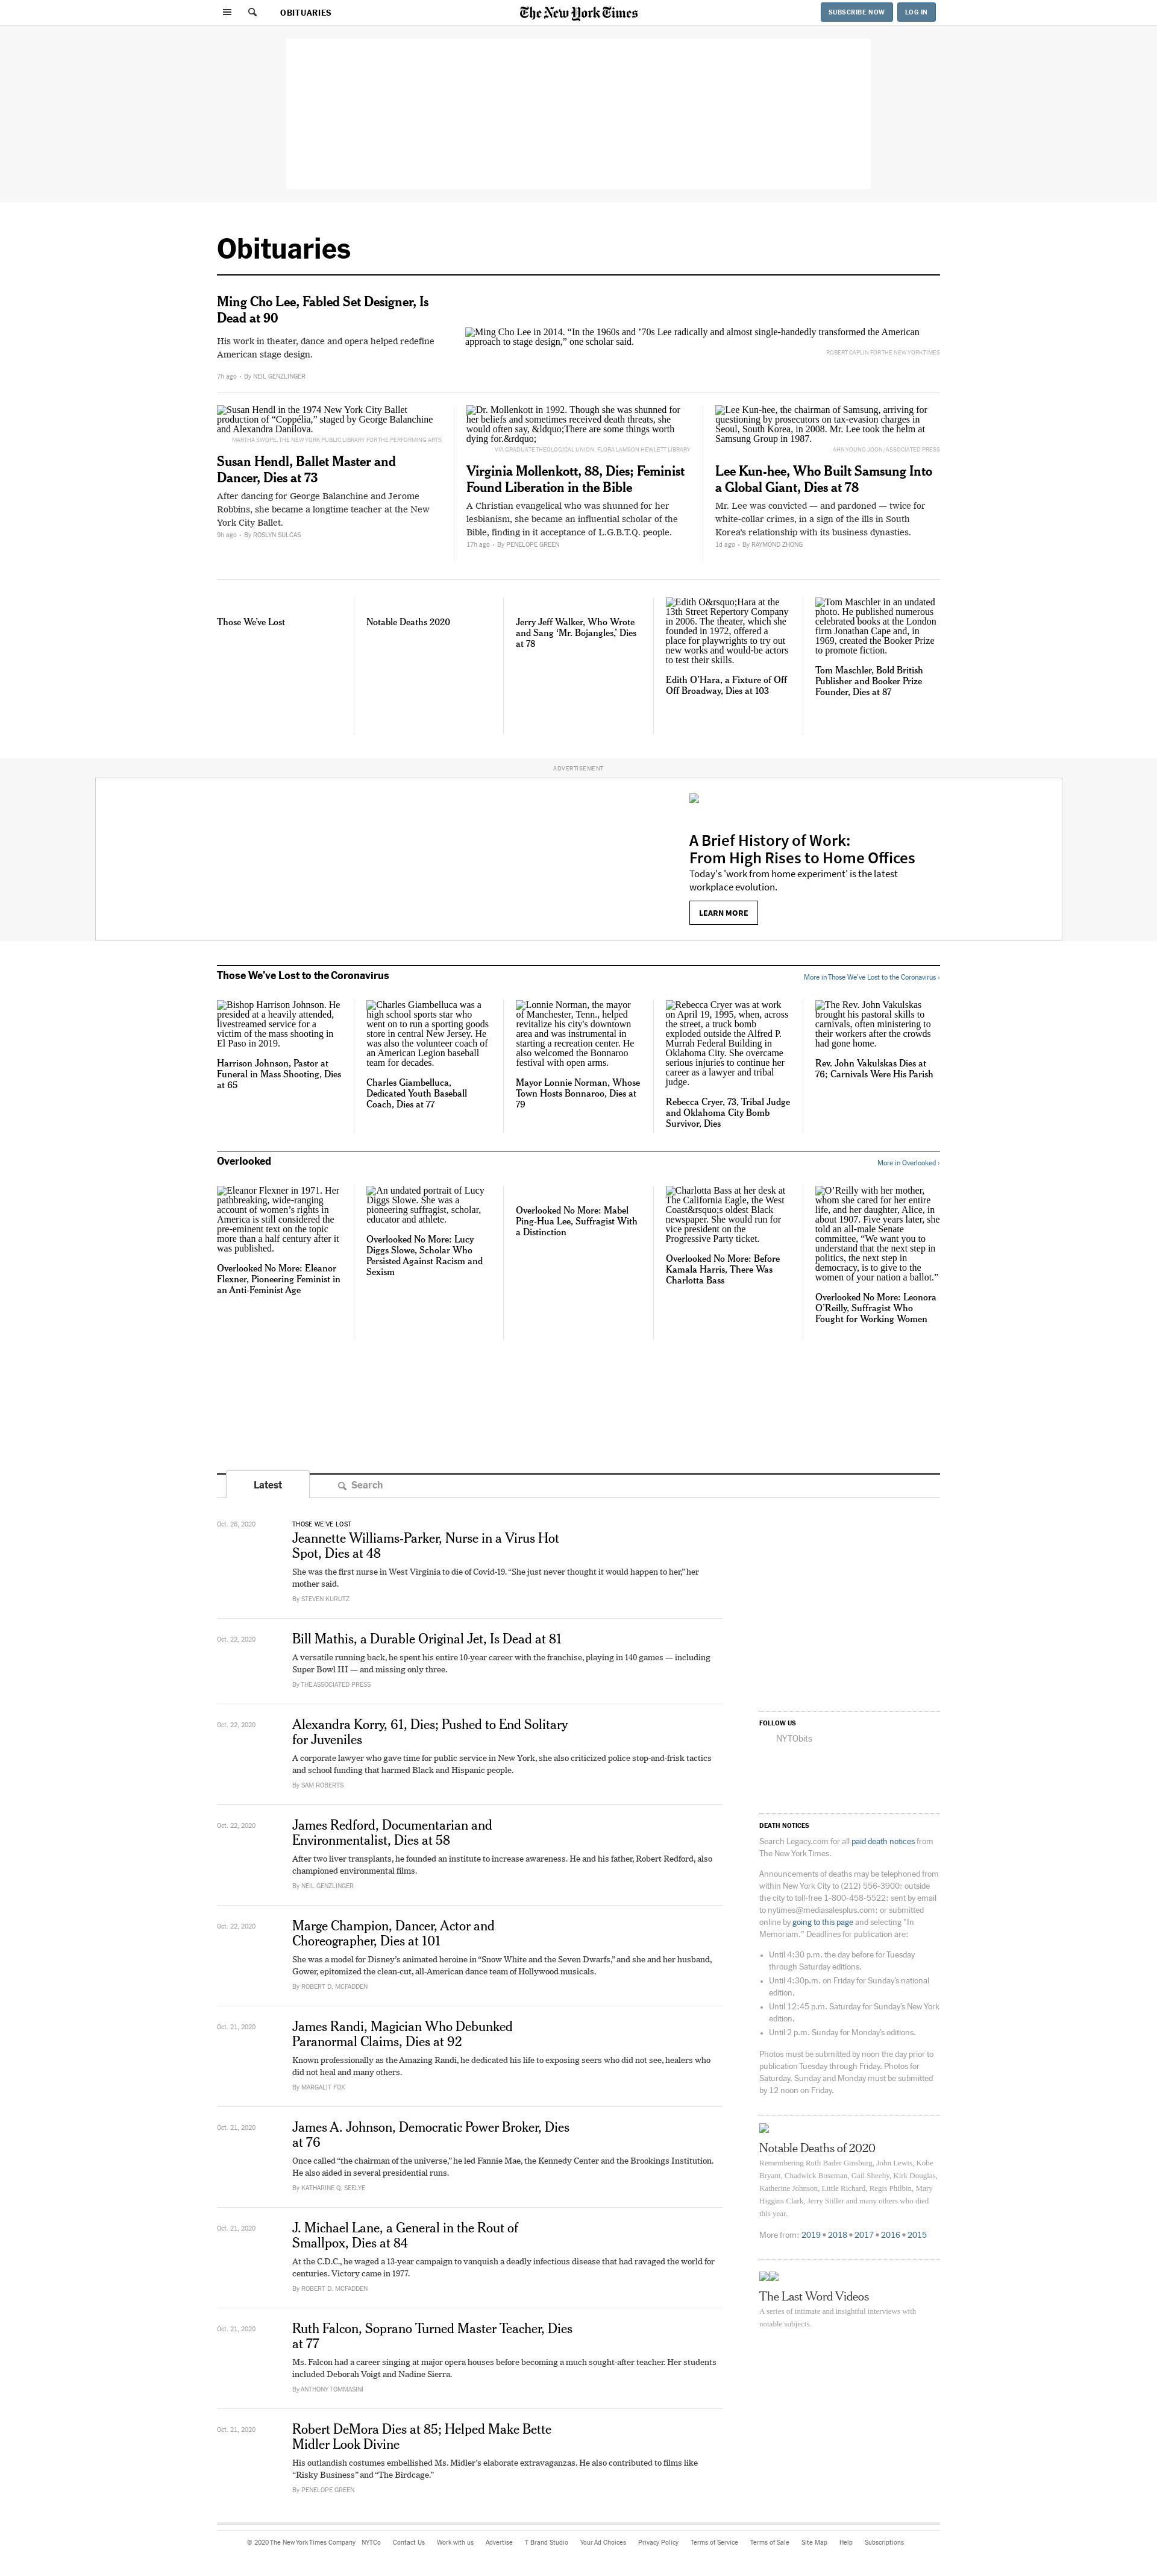 OBITUARIES
The New York Times
SUBSCRIBE NOW
LOG IN
Obituaries
Ming Cho Lee, Fabled Set Designer, Is
Dead at 90
His work in theater, dance and opera helped redefine
American stage design.
7h ago • By NEIL GENZLINGER
Ming Cho Lee in 2014. “In the 1960s and ’70s Lee radically and almost single-handedly transformed the American
approach to stage design,” one scholar said.
ROBERT CAPLIN FOR THE NEW YORK TIMES
Susan Hendl in the 1974 New York City Ballet
production of “Coppélia,” staged by George Balanchine
and Alexandra Danilova.
MARTHA SWOPE, THE NEW YORK PUBLIC LIBRARY FOR THE PERFORMING ARTS
Susan Hendl, Ballet Master and
Dancer, Dies at 73
After dancing for George Balanchine and Jerome
Robbins, she became a longtime teacher at the New
York City Ballet.
9h ago • By ROSLYN SULCAS
Dr. Mollenkott in 1992. Though she was shunned for
her beliefs and sometimes received death threats, she
would often say, &ldquo;There are some things worth
dying for.&rdquo;
VIA GRADUATE THEOLOGICAL UNION, FLORA LAMSON HEWLETT LIBRARY
Virginia Mollenkott, 88, Dies; Feminist
Found Liberation in the Bible
A Christian evangelical who was shunned for her
lesbianism, she became an influential scholar of the
Bible, finding in it acceptance of L.G.B.T.Q. people.
17h ago • By PENELOPE GREEN
Lee Kun-hee, the chairman of Samsung, arriving for
questioning by prosecutors on tax-evasion charges in
Seoul, South Korea, in 2008. Mr. Lee took the helm at
Samsung Group in 1987.
AHN YOUNG-JOON/ASSOCIATED PRESS
Lee Kun-hee, Who Built Samsung Into
a Global Giant, Dies at 78
Mr. Lee was convicted — and pardoned — twice for
white-collar crimes, in a sign of the ills in South
Korea’s relationship with its business dynasties.
1d ago • By RAYMOND ZHONG
Those We’ve Lost
Notable Deaths 2020
Jerry Jeff Walker, Who Wrote
and Sang ‘Mr. Bojangles,’ Dies
at 78
Edith O&rsquo;Hara at the
13th Street Repertory Company
in 2006. The theater, which she
founded in 1972, offered a
place for playwrights to try out
new works and would-be actors
to test their skills.
Edith O’Hara, a Fixture of Off
Off Broadway, Dies at 103
Tom Maschler in an undated
photo. He published numerous
celebrated books at the London
firm Jonathan Cape and, in
1969, created the Booker Prize
to promote fiction.
Tom Maschler, Bold British
Publisher and Booker Prize
Founder, Dies at 87
ADVERTISEMENT
A Brief History of Work:
From High Rises to Home Offices
Today's 'work from home experiment' is the latest
workplace evolution.
LEARN MORE
Those We’ve Lost to the Coronavirus
More in Those We’ve Lost to the Coronavirus ›
Bishop Harrison Johnson. He
presided at a heavily attended,
livestreamed service for a
victim of the mass shooting in
El Paso in 2019.
Harrison Johnson, Pastor at
Funeral in Mass Shooting, Dies
at 65
Charles Giambelluca was a
high school sports star who
went on to run a sporting goods
store in central New Jersey. He
was also the volunteer coach of
an American Legion baseball
team for decades.
Charles Giambelluca,
Dedicated Youth Baseball
Coach, Dies at 77
Lonnie Norman, the mayor
of Manchester, Tenn., helped
revitalize his city's downtown
area and was instrumental in
starting a recreation center. He
also welcomed the Bonnaroo
festival with open arms.
Mayor Lonnie Norman, Whose
Town Hosts Bonnaroo, Dies at
79
Rebecca Cryer was at work
on April 19, 1995, when, across
the street, a truck bomb
exploded outside the Alfred P.
Murrah Federal Building in
Oklahoma City. She overcame
serious injuries to continue her
career as a lawyer and tribal
judge.
Rebecca Cryer, 73, Tribal Judge
and Oklahoma City Bomb
Survivor, Dies
The Rev. John Vakulskas
brought his pastoral skills to
carnivals, often ministering to
their workers after the crowds
had gone home.
Rev. John Vakulskas Dies at
76; Carnivals Were His Parish
Overlooked
More in Overlooked ›
Eleanor Flexner in 1971. Her
pathbreaking, wide-ranging
account of women’s rights in
America is still considered the
pre-eminent text on the topic
more than a half century after it
was published.
Overlooked No More: Eleanor
Flexner, Pioneering Feminist in
an Anti-Feminist Age
An undated portrait of Lucy
Diggs Slowe. She was a
pioneering suffragist, scholar,
educator and athlete.
Overlooked No More: Lucy
Diggs Slowe, Scholar Who
Persisted Against Racism and
Sexism
Overlooked No More: Mabel
Ping-Hua Lee, Suffragist With
a Distinction
Charlotta Bass at her desk at
The California Eagle, the West
Coast&rsquo;s oldest Black
newspaper. She would run for
vice president on the
Progressive Party ticket.
Overlooked No More: Before
Kamala Harris, There Was
Charlotta Bass
O’Reilly with her mother,
whom she cared for her entire
life, and her daughter, Alice, in
about 1907. Five years later, she
told an all-male Senate
committee, “We want you to
understand that the next step in
politics, the next step in
democracy, is to give to the
women of your nation a ballot.”
Overlooked No More: Leonora
O’Reilly, Suffragist Who
Fought for Working Women
Latest
Search
Oct. 26, 2020
THOSE WE’VE LOST
Jeannette Williams-Parker, Nurse in a Virus Hot
Spot, Dies at 48
She was the first nurse in West Virginia to die of Covid-19. “She just never thought it would happen to her,” her
mother said.
By STEVEN KURUTZ
Oct. 22, 2020
Bill Mathis, a Durable Original Jet, Is Dead at 81
A versatile running back, he spent his entire 10-year career with the franchise, playing in 140 games — including
Super Bowl III — and missing only three.
By THE ASSOCIATED PRESS
Oct. 22, 2020
Alexandra Korry, 61, Dies; Pushed to End Solitary
for Juveniles
A corporate lawyer who gave time for public service in New York, she also criticized police stop-and-frisk tactics
and school funding that harmed Black and Hispanic people.
By SAM ROBERTS
Oct. 22, 2020
James Redford, Documentarian and
Environmentalist, Dies at 58
After two liver transplants, he founded an institute to increase awareness. He and his father, Robert Redford, also
championed environmental films.
By NEIL GENZLINGER
Oct. 22, 2020
Marge Champion, Dancer, Actor and
Choreographer, Dies at 101
She was a model for Disney’s animated heroine in “Snow White and the Seven Dwarfs,” and she and her husband,
Gower, epitomized the clean-cut, all-American dance team of Hollywood musicals.
By ROBERT D. MCFADDEN
Oct. 21, 2020
James Randi, Magician Who Debunked
Paranormal Claims, Dies at 92
Known professionally as the Amazing Randi, he dedicated his life to exposing seers who did not see, healers who
did not heal and many others.
By MARGALIT FOX
Oct. 21, 2020
James A. Johnson, Democratic Power Broker, Dies
at 76
Once called “the chairman of the universe,” he led Fannie Mae, the Kennedy Center and the Brookings Institution.
He also aided in several presidential runs.
By KATHARINE Q. SEELYE
Oct. 21, 2020
J. Michael Lane, a General in the Rout of
Smallpox, Dies at 84
At the C.D.C., he waged a 13-year campaign to vanquish a deadly infectious disease that had ravaged the world for
centuries. Victory came in 1977.
By ROBERT D. MCFADDEN
Oct. 21, 2020
Ruth Falcon, Soprano Turned Master Teacher, Dies
at 77
Ms. Falcon had a career singing at major opera houses before becoming a much sought-after teacher. Her students
included Deborah Voigt and Nadine Sierra.
By ANTHONY TOMMASINI
Oct. 21, 2020
Robert DeMora Dies at 85; Helped Make Bette
Midler Look Divine
His outlandish costumes embellished Ms. Midler’s elaborate extravaganzas. He also contributed to films like
“Risky Business” and “The Birdcage.”
By PENELOPE GREEN
FOLLOW US
NYTObits
DEATH NOTICES
Search Legacy.com for all paid death notices from
The New York Times.
Announcements of deaths may be telephoned from
within New York City to (212) 556-3900; outside
the city to toll-free 1-800-458-5522; sent by email
to nytimes@mediasalesplus.com; or submitted
online by going to this page and selecting "In
Memoriam." Deadlines for publication are:
• Until 4:30 p.m. the day before for Tuesday
through Saturday editions.
• Until 4:30p.m. on Friday for Sunday’s national
edition.
• Until 12:45 p.m. Saturday for Sunday’s New York
edition.
• Until 2 p.m. Sunday for Monday’s editions.
Photos must be submitted by noon the day prior to
publication Tuesday through Friday. Photos for
Saturday, Sunday and Monday must be submitted
by 12 noon on Friday.
Notable Deaths of 2020
Remembering Ruth Bader Ginsburg, John Lewis, Kobe
Bryant, Chadwick Boseman, Gail Sheehy, Kirk Douglas,
Katherine Johnson, Little Richard, Regis Philbin, Mary
Higgins Clark, Jerry Stiller and many others who died
this year.
More from: 2019 • 2018 • 2017 • 2016 • 2015
The Last Word Videos
A series of intimate and insightful interviews with
notable subjects.
© 2020 The New York Times Company NYTCo Contact Us Work with us Advertise T Brand Studio Your Ad Choices Privacy Policy Terms of Service Terms of Sale Site Map Help Subscriptions